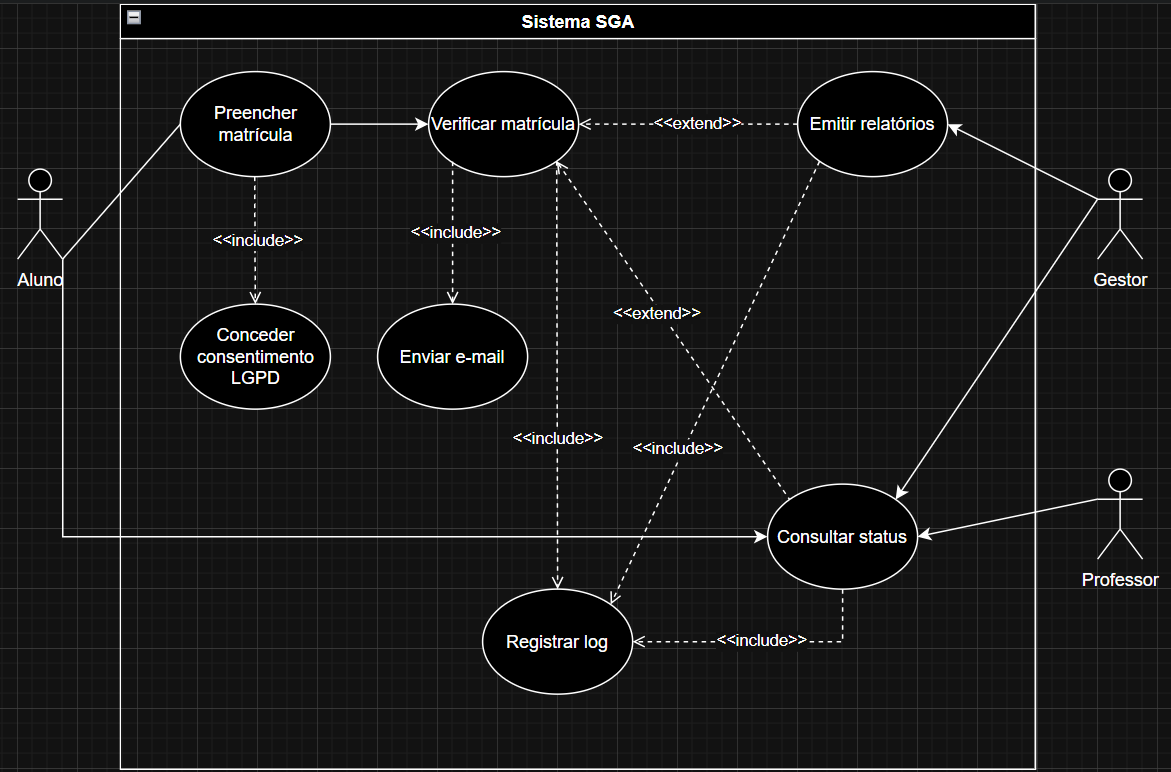 Sistema SGA
Preencher
matrícula
Verificar matrícula
<<extend>>
Emitir relatórios
Aluno
Gestor
<<include>>
<<include>>
<<extend>>
Conceder
consentimento
LGPD
Enviar e-mail
<<include>>
<<include>>
Consultar status
Professor
Registrar log
<<include>>